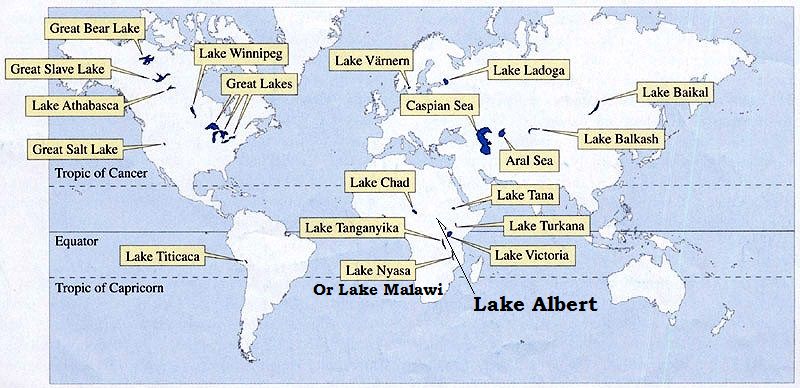 Great Bear Lake
Lake Winnipeg
Great Slave Lake
Great Lakes
Lake Athabasca
Great Salt Lake
Lake Värnern
Lake Ladoga
Caspian Sea
Lake Baikal
Lake Balkash
Aral Sea
Tropic of Cancer
Lake Chad
Lake Tana
Lake Tanganyika
Lake Turkana
Equator
Lake Titicaca
Lake Victoria
Lake Nyasa
Or Lake Malawi
Tropic of Capricorn
Lake Albert